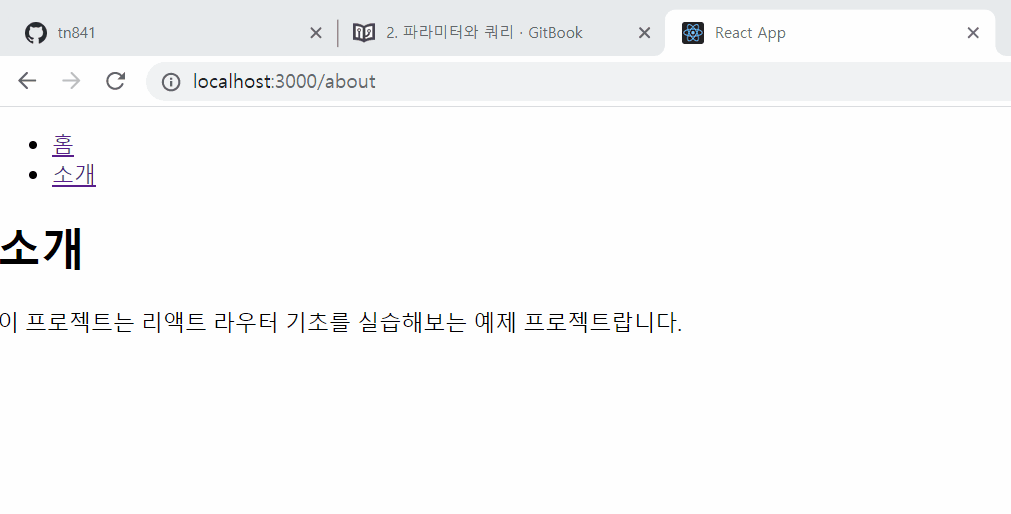 tn841
2. 파라미터와 쿼리 · GitBook
React App
localhost:3000/about
홈
소개
소개
이 프로젝트는 리액트 라우터 기초를 실습해보는 예제 프로젝트랍니다.